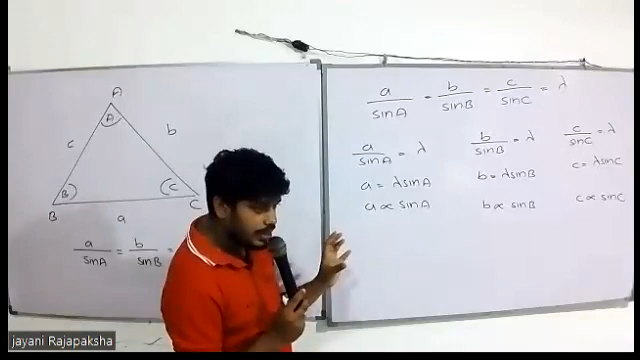 A
A
c
b
B
C
B
a
C
a/sinA = b/sinB =
a/sinA = b/sinB = c/sinC = λ
a/sinA = λ
b/sinB = λ
c/sinC = λ
a = λsinA
b = λsinB
c = λsinC
a ∝ sinA
b ∝ sinB
c ∝ sinC
jayani Rajapaksha